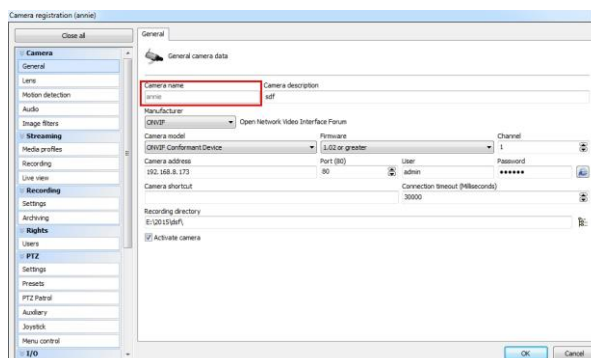 Camera registration (annie)
Close all
General
Camera
General
Lens
Motion detection
Audio
Image filters
Streaming
Media profiles
Recording
Live view
Recording
Settings
Archiving
Rights
Users
PTZ
Settings
Presets
PTZ Patrol
Auxiliary
Joystick
Menu control
I/O
General camera data
Camera name Camera description
annie sdf
Manufacturer
ONVIF Open Network Video Interface Forum
Camera model Firmware Channel
ONVIF Conformant Device 1.02 or greater 1
Camera address Port (80) User Password
192.168.8.173 80 admin ●●●●●●
Camera shortcut Connection timeout (Milliseconds)
30000
Recording directory
E:\2015\dsf\
Activate camera
OK Cancel